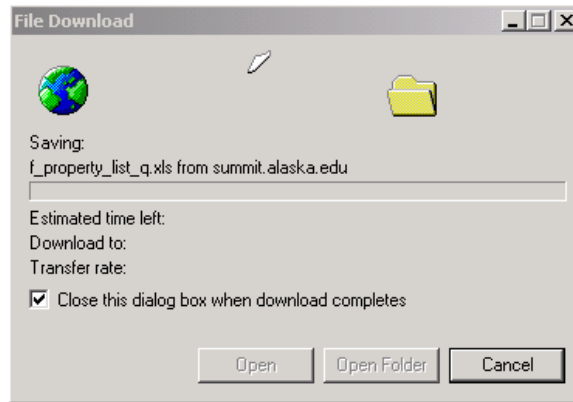 File Download
Saving:
f_property_list_q.xls from summit.alaska.edu
Estimated time left:
Download to:
Transfer rate:
Close this dialog box when download completes
Open
Open Folder
Cancel